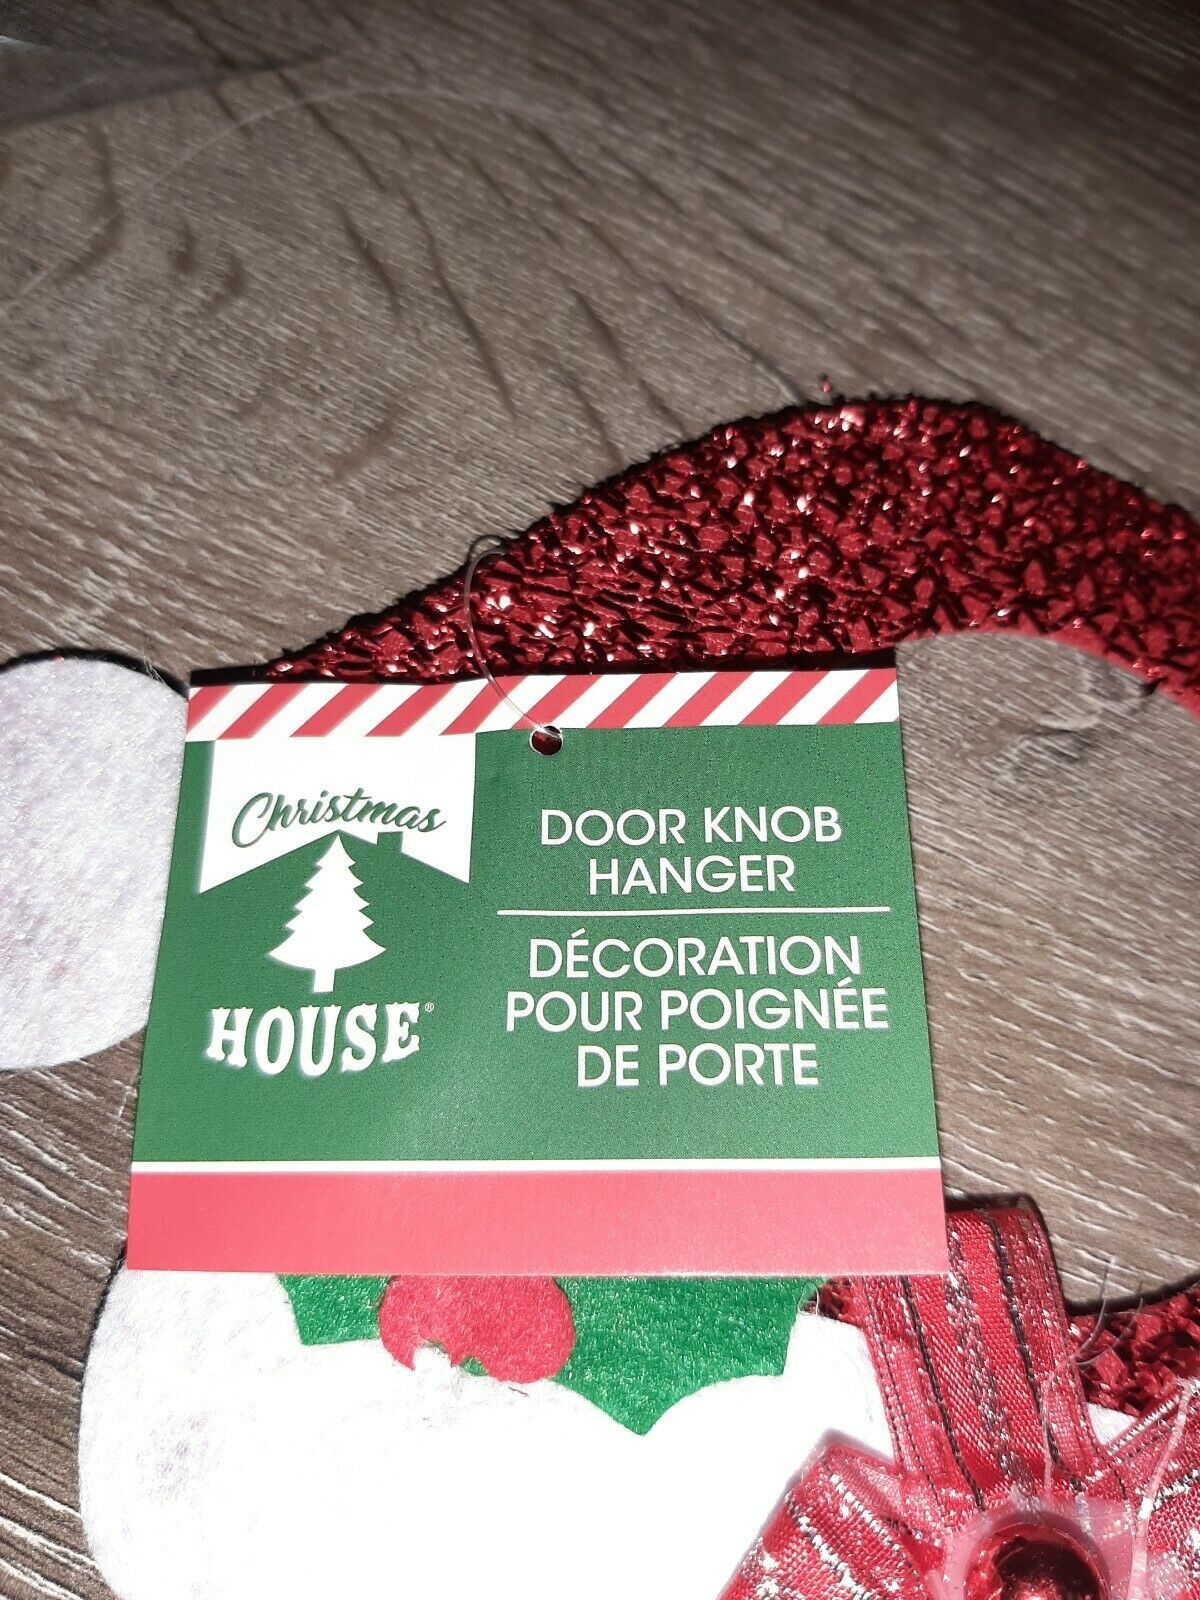 Christmas
HOUSE®
DOOR KNOB
HANGER
DÉCORATION
POUR POIGNÉE
DE PORTE